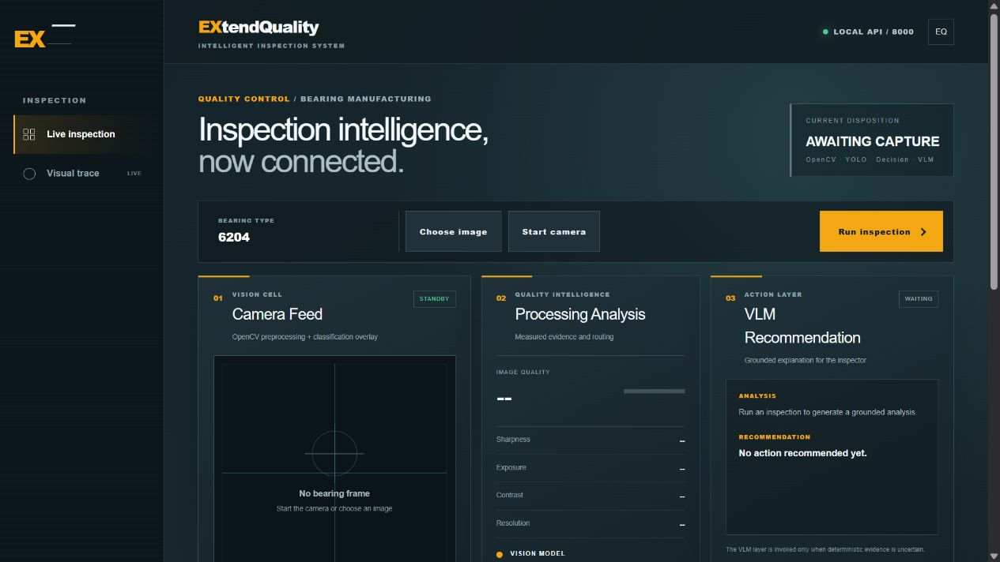 EX
INSPECTION
Live inspection
Visual trace LIVE
EXtendQuality
INTELLIGENT INSPECTION SYSTEM
LOCAL API / 8000
EQ
QUALITY CONTROL / BEARING MANUFACTURING
Inspection intelligence,
now connected.
CURRENT DISPOSITION
AWAITING CAPTURE
OpenCV · YOLO · Decision · VLM
BEARING TYPE
6204
Choose image
Start camera
Run inspection
01 VISION CELL
Camera Feed
OpenCV preprocessing + classification overlay
STANDBY
No bearing frame
Start the camera or choose an image
02 QUALITY INTELLIGENCE
Processing Analysis
Measured evidence and routing
IMAGE QUALITY
--
Sharpness –
Exposure –
Contrast –
Resolution –
VISION MODEL
03 ACTION LAYER
VLM
Recommendation
Grounded explanation for the inspector
WAITING
ANALYSIS
Run an inspection to generate a grounded analysis.
RECOMMENDATION
No action recommended yet.
The VLM layer is invoked only when deterministic evidence is uncertain.